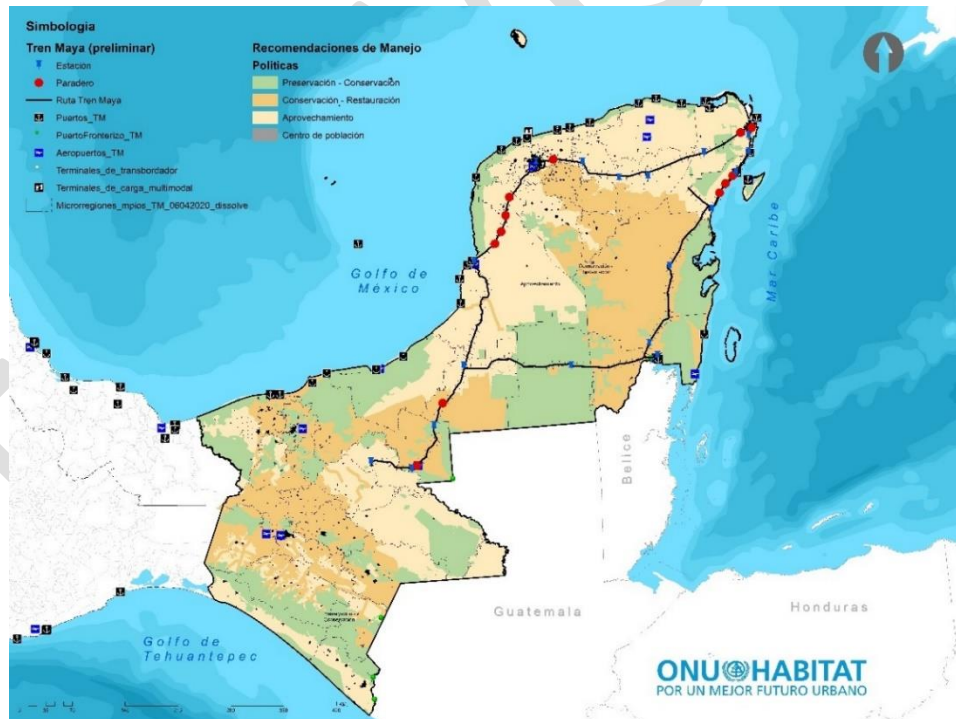 Simbología
Tren Maya (preliminar)
Estación
Paradero
Ruta Tren Maya
Puertos_TM
PuertoFronterizo_TM
Aeropuertos_TM
Terminales_de_transbordador
Terminales_de_carga_multimodal
Microrregiones_mpios_TM_06042020_dissolve
Recomendaciones de Manejo
Políticas
Preservación - Conservación
Conservación - Restauración
Aprovechamiento
Centro de población
Golfo de
México
Mar Caribe
Aprovechamiento
Belice
Guatemala
Honduras
Golfo de
Tehuantepec
ONU HABITAT
POR UN MEJOR FUTURO URBANO